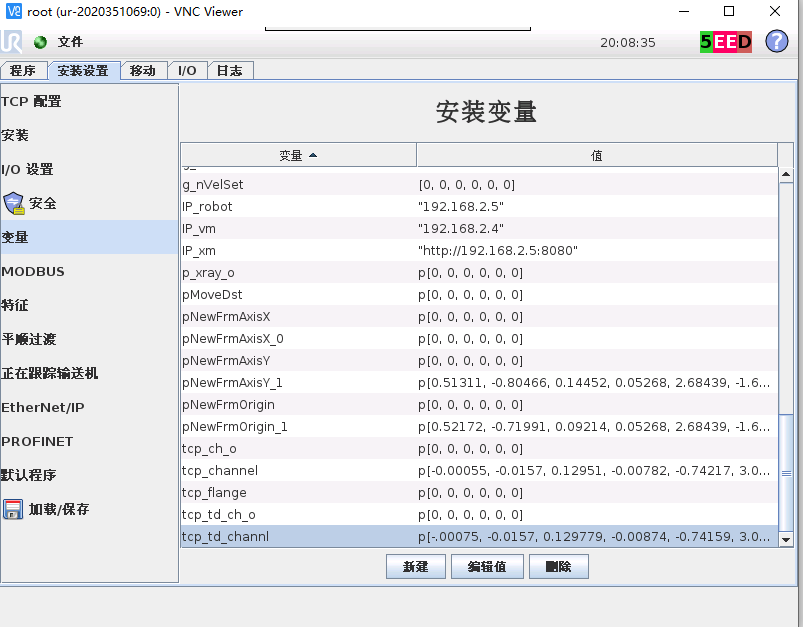 root (ur-2020351069:0) - VNC Viewer
文件
20:08:35
5EED
?
程序 安装设置 移动 I/O 日志
TCP 配置
安装
I/O 设置
安全
变量
MODBUS
特征
平顺过渡
正在跟踪输送机
EtherNet/IP
PROFINET
默认程序
加载/保存
安装变量
变量 值
g_nVelSet [0, 0, 0, 0, 0, 0]
IP_robot "192.168.2.5"
IP_vm "192.168.2.4"
IP_xm "http://192.168.2.5:8080"
p_xray_o p[0, 0, 0, 0, 0, 0]
pMoveDst p[0, 0, 0, 0, 0, 0]
pNewFrmAxisX p[0, 0, 0, 0, 0, 0]
pNewFrmAxisX_0 p[0, 0, 0, 0, 0, 0]
pNewFrmAxisY p[0, 0, 0, 0, 0, 0]
pNewFrmAxisY_1 p[0.51311, -0.80466, 0.14452, 0.05268, 2.68439, -1.6...
pNewFrmOrigin p[0, 0, 0, 0, 0, 0]
pNewFrmOrigin_1 p[0.52172, -0.71991, 0.09214, 0.05268, 2.68439, -1.6...
tcp_ch_o p[0, 0, 0, 0, 0, 0]
tcp_channel p[-0.00055, -0.0157, 0.12951, -0.00782, -0.74217, 3.0...
tcp_flange p[0, 0, 0, 0, 0, 0]
tcp_td_ch_o p[0, 0, 0, 0, 0, 0]
tcp_td_channl p[-.00075, -0.0157, 0.129779, -0.00874, -0.74159, 3.0...
新建 编辑值 删除